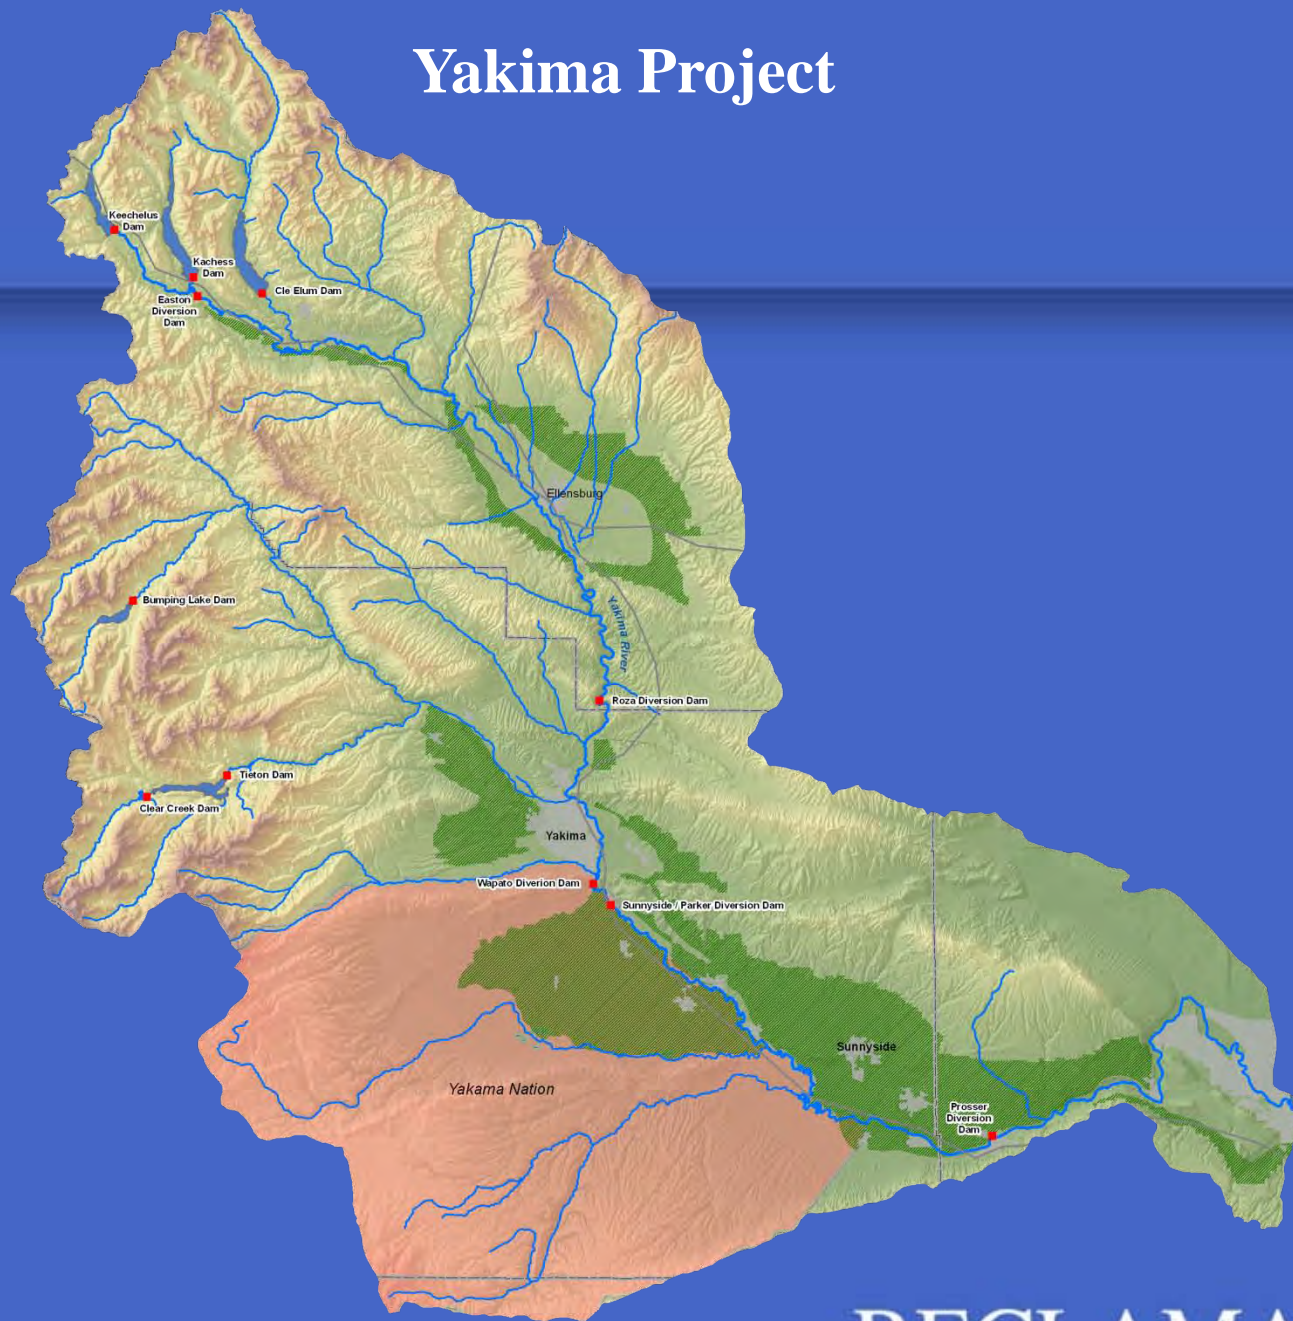 Yakima Project
Keechelus
Dam
Kachess
Dam
Easton
Diversion
Dam
Cle Elum Dam
Ellensburg
Bumping Lake Dam
Yakima River
Roza Diversion Dam
Tieton Dam
Clear Creek Dam
Yakima
Wapato Diverion Dam
Sunnyside / Parker Diversion Dam
Sunnyside
Yakama Nation
Prosser
Diversion
Dam
RECLAMA